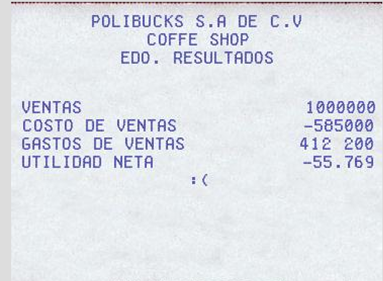 POLIBUCKS S.A DE C.V
COFFE SHOP
EDO. RESULTADOS
VENTAS 1000000
COSTO DE VENTAS -585000
GASTOS DE VENTAS 412 200
UTILIDAD NETA -55.769
:(